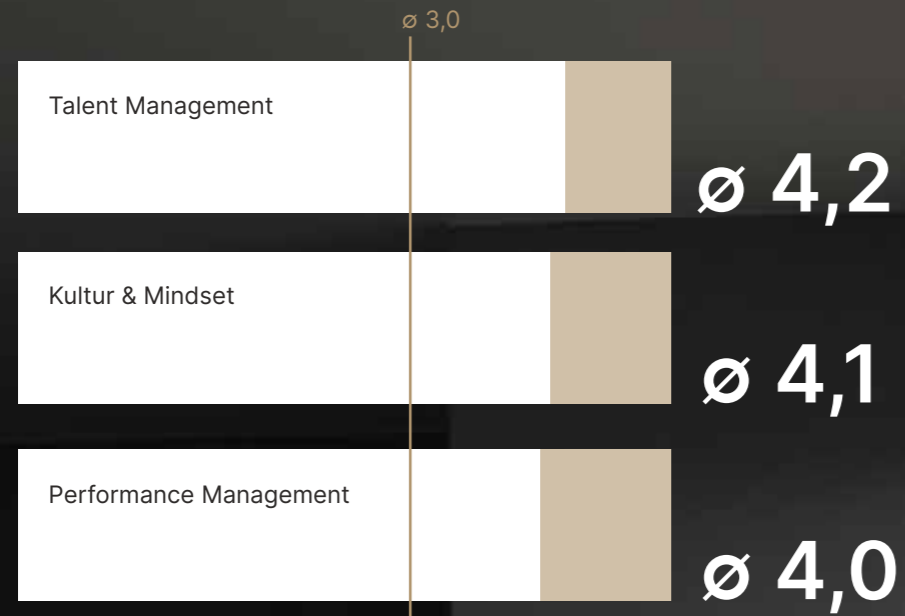 ø 3,0
Talent Management
ø 4,2
Kultur & Mindset
ø 4,1
Performance Management
ø 4,0